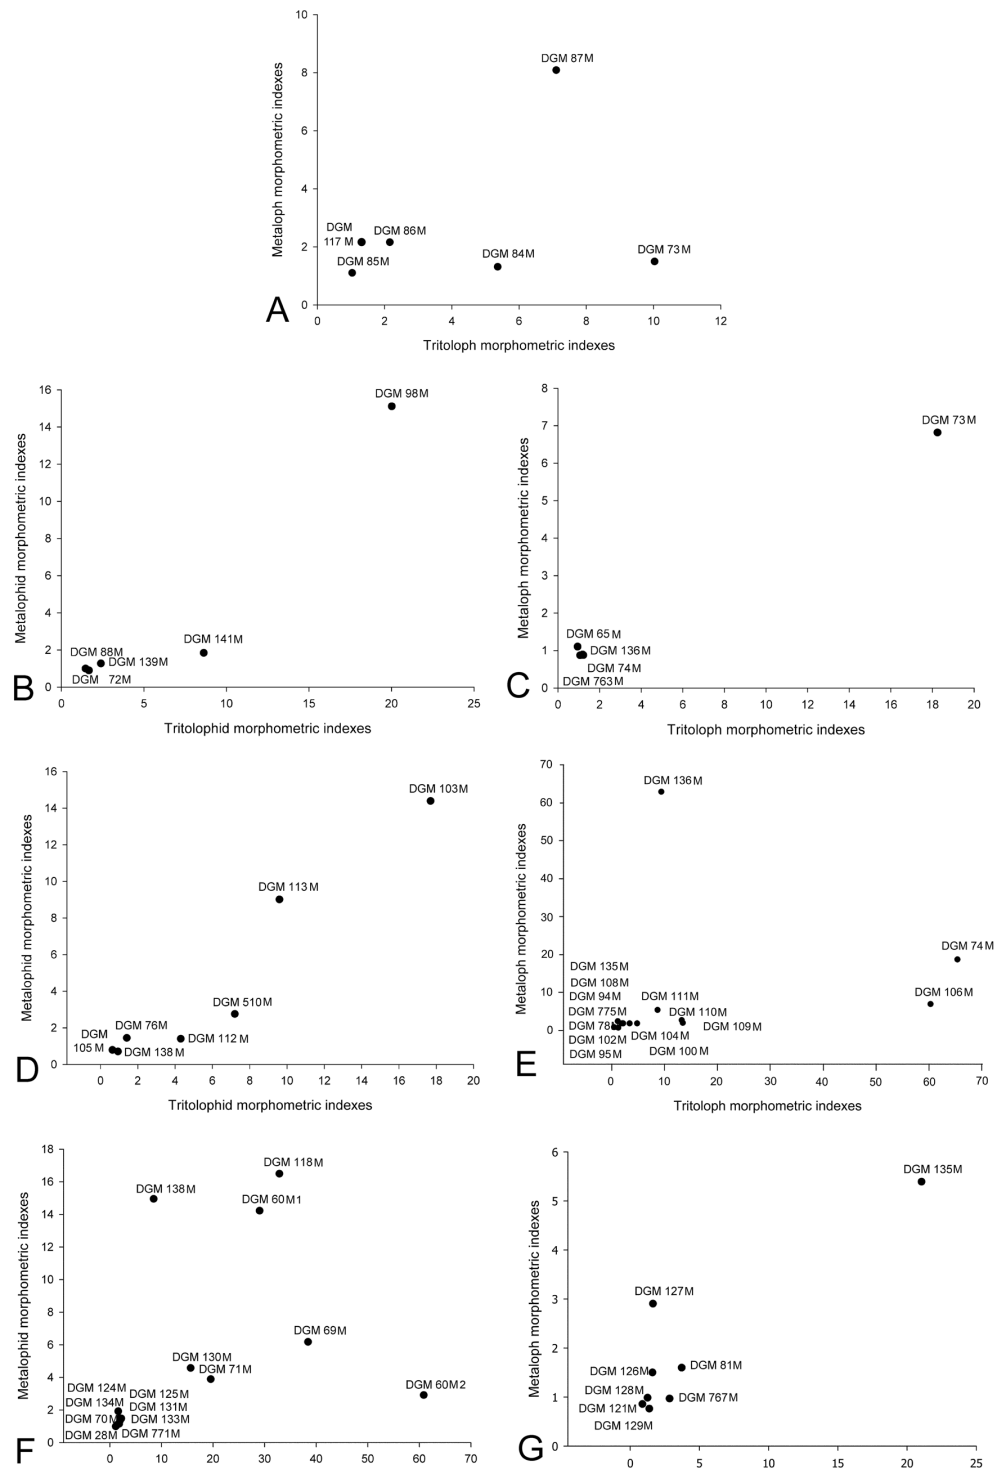 10
DGM 87M
8
6
4
DGM
117 M
DGM 86M
2
DGM 85M
DGM 84M
DGM 73M
0
Metaloph morphometric indexes
A
0 2 4 6 8 10 12
Tritoloph morphometric indexes
16
DGM 98M
14
12
10
8
6
4
DGM 141M
2
DGM 88M
DGM 139M
DGM 72M
0
Metalophid morphometric indexes
B
0 5 10 15 20 25
Tritolophid morphometric indexes
8
DGM 73M
7
6
5
4
3
2
DGM 65M
1
DGM 136M
DGM 74M
DGM 763M
0
Metaloph morphometric indexes
C
0 2 4 6 8 10 12 14 16 18 20
Tritoloph morphometric indexes
16
DGM 103M
14
12
10
DGM 113M
8
6
4
DGM 510M
2
DGM 76M
DGM
105M
DGM 112 M
DGM 138 M
0
Metalophid morphometric indexes
D
0 2 4 6 8 10 12 14 16 18 20
Tritolophid morphometric indexes
70
DGM 136M
60
50
40
30
20
DGM 74M
DGM 135M
DGM 108M
10
DGM 94M
DGM 111M
DGM 106M
DGM 775M
DGM 110M
DGM 78
DGM 109M
0
DGM 102M
DGM 104M
DGM 95M
DGM 100 M
Metaloph morphometric indexes
E
0 10 20 30 40 50 60 70
Tritoloph morphometric indexes
18
DGM 118M
16
DGM 138M
DGM 60M1
14
12
10
8
6
DGM 69M
4
DGM 130M
DGM 71M
DGM 60M2
DGM 124M
DGM 125M
2
DGM 134M
DGM 131M
DGM 70M
DGM 133M
DGM 28M
DGM 771M
0
Metalophid morphometric indexes
F
0 10 20 30 40 50 60 70
6
DGM 135M
5
4
3
DGM 127M
2
DGM 126M
DGM 81M
1
DGM 128M
DGM 767M
DGM 121M
DGM 129M
0
Metaloph morphometric indexes
G
0 5 10 15 20 25